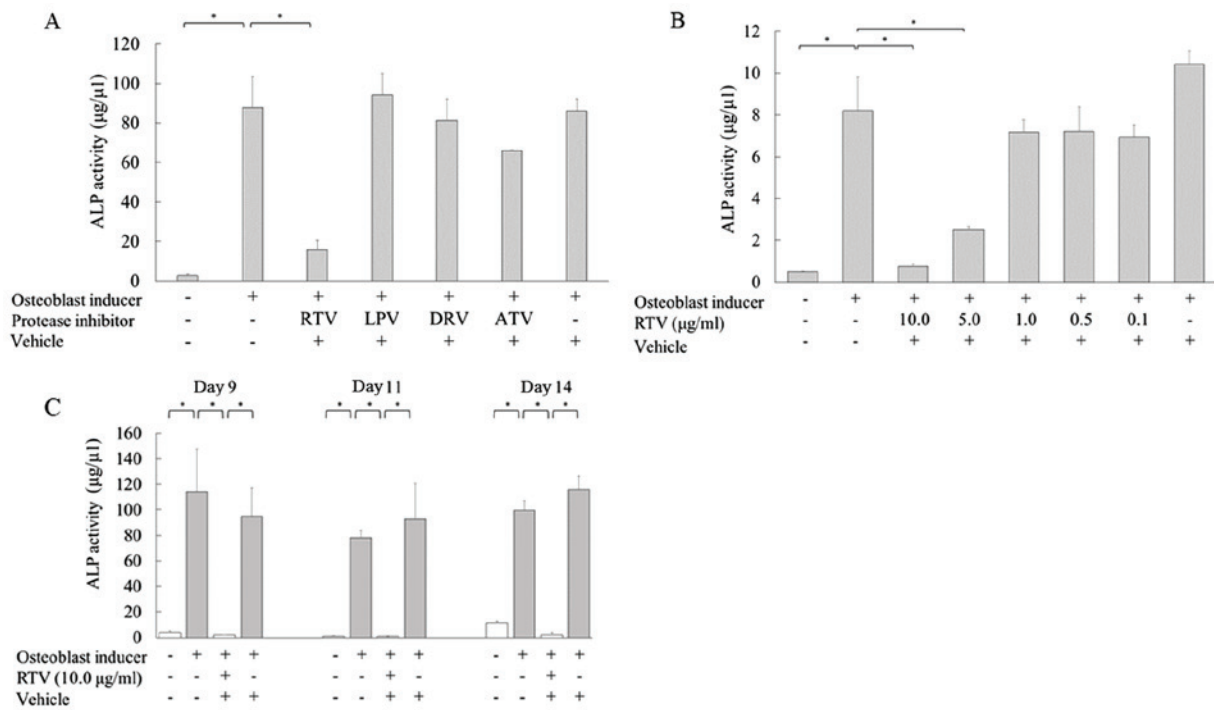 A
* *
120
100
80
60
40
20
0
ALP activity (µg/µl)
Osteoblast inducer - + + + + + +
Protease inhibitor - - RTV LPV DRV ATV -
Vehicle - - + + + + +
B
*
* *
12
10
8
6
4
2
0
ALP activity (µg/µl)
Osteoblast inducer - + + + + + + +
RTV (µg/ml) - - 10.0 5.0 1.0 0.5 0.1 -
Vehicle - - + + + + + +
C
Day 9 Day 11 Day 14
* * * * * * * * *
160
140
120
100
80
60
40
20
0
ALP activity (µg/µl)
Osteoblast inducer - + + + - + + + - + + +
RTV (10.0 µg/ml) - - + - - - + - - - + -
Vehicle - - + + - - + + - - + +